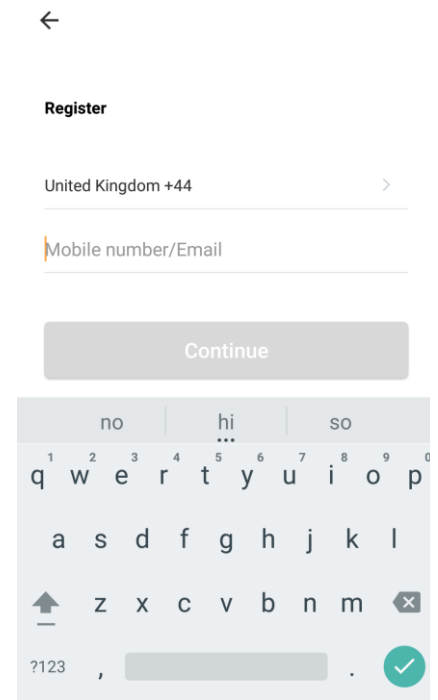 Register
United Kingdom +44
Mobile number/Email
Continue
no hi so
1 2 3 4 5 6 7 8 9 0
q w e r t y u i o p
a s d f g h j k l
z x c v b n m
?123 , .